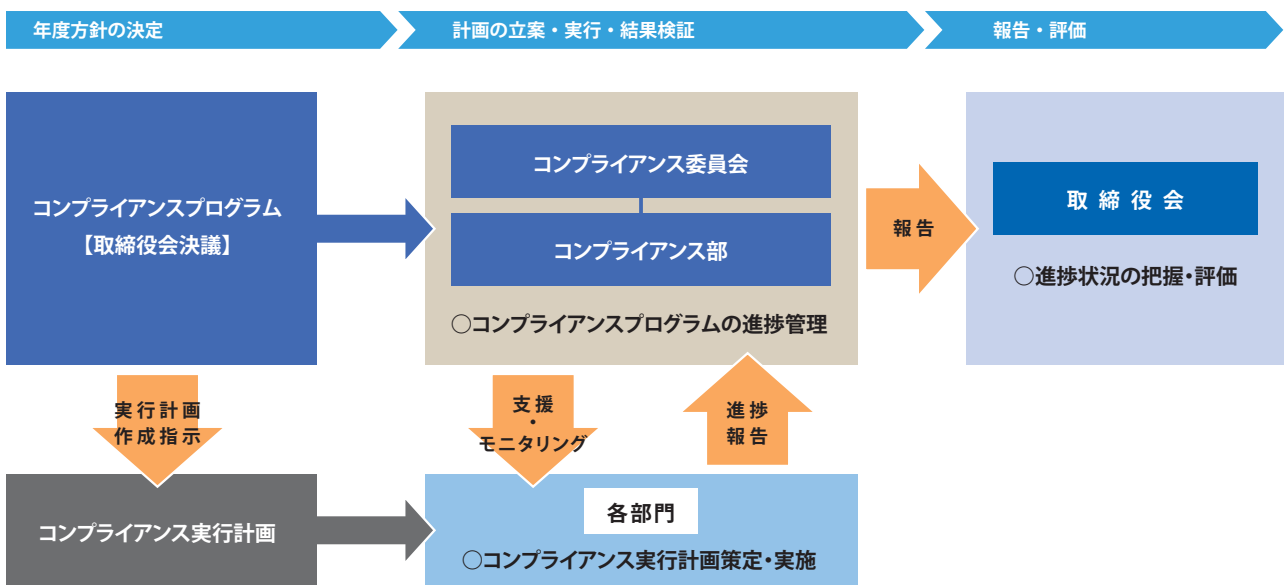 年度方針の決定
計画の立案・実行・結果検証
報告・評価
コンプライアンスプログラム
【取締役会決議】
コンプライアンス委員会
コンプライアンス部
○コンプライアンスプログラムの進捗管理
報告
取締役会
○進捗状況の把握・評価
実行計画
作成指示
支援
・
モニタリング
進捗
報告
コンプライアンス実行計画
各部門
○コンプライアンス実行計画策定・実施